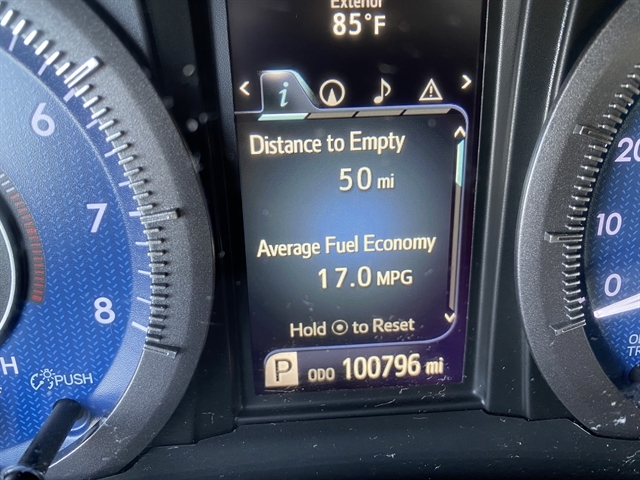 Exterior
85°F
i
Distance to Empty
50 mi
Average Fuel Economy
17.0 MPG
Hold to Reset
P ODO 100796 mi
6
7
8
PUSH
20
10
0